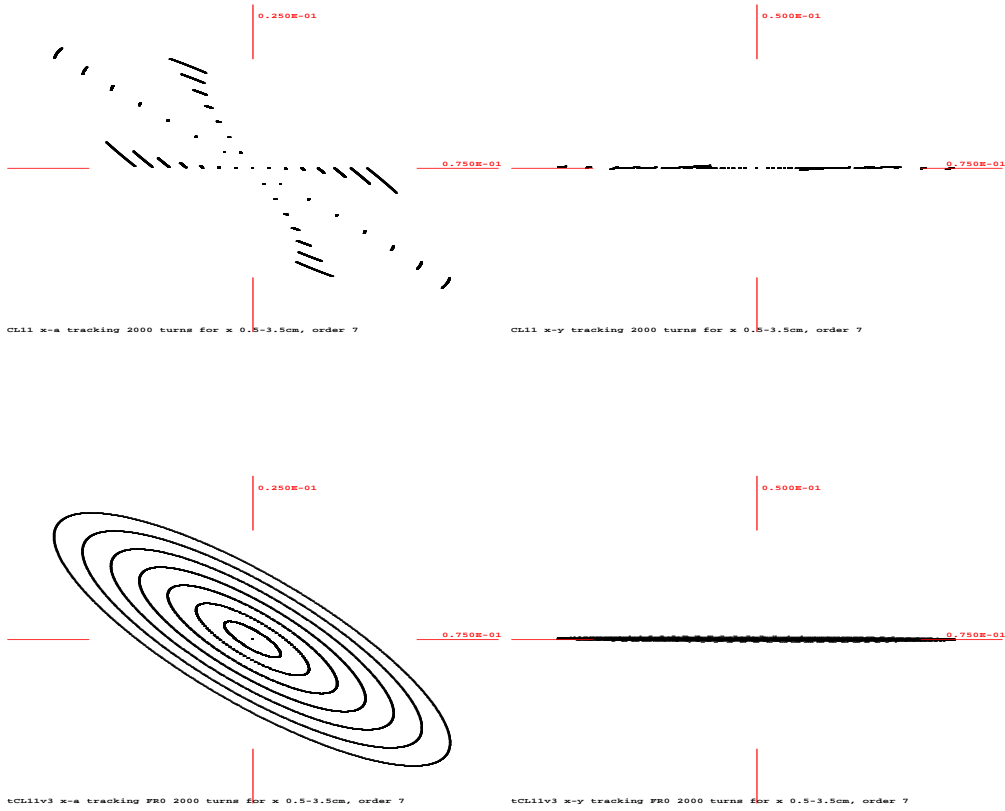 0.250E-01
0.500E-01
0.750E-01
0.750E-01
CL11 x-a tracking 2000 turns for x 0.5-3.5cm, order 7
CL11 x-y tracking 2000 turns for x 0.5-3.5cm, order 7
0.250E-01
0.500E-01
0.750E-01
0.750E-01
tCL11v3 x-a tracking FR0 2000 turns for x 0.5-3.5cm, order 7
tCL11v3 x-y tracking FR0 2000 turns for x 0.5-3.5cm, order 7